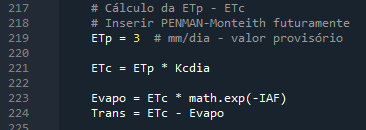 217 # Cálculo da ETp - ETc
218 # Inserir PENMAN-Monteith futuramente
219 ETp = 3 # mm/dia - valor provisório
220
221 ETc = ETp * Kcdia
222
223 Evapo = ETc * math.exp(-IAF)
224 Trans = ETc - Evapo
225